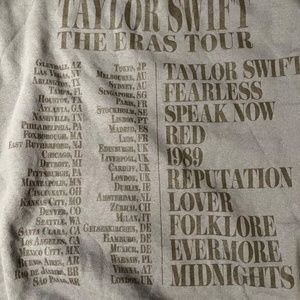 TAYLOR SWIFT
THE ERAS TOUR
GLENDALE, AZ
LAS VEGAS, NV
ARLINGTON, TX
TAMPA, FL
HOUSTON, TX
ATLANTA, GA
NASHVILLE, TN
PHILADELPHIA, PA
FOXBOROUGH, MA
EAST RUTHERFORD, NJ
CHICAGO, IL
DETROIT, MI
PITTSBURGH, PA
MINNEAPOLIS, MN
CINCINNATI, OH
KANSAS CITY, MO
DENVER, CO
SEATTLE, WA
SANTA CLARA, CA
LOS ANGELES, CA
MEXICO CITY, MX
BUENOS AIRES, AR
RIO DE JANEIRO, BR
SÃO PAULO, BR
TOKYO, JP
MELBOURNE, AU
SYDNEY, AU
SINGAPORE, SG
PARIS, FR
STOCKHOLM, SE
LISBON, PT
MADRID, ES
LYON, FR
EDINBURGH, UK
LIVERPOOL, UK
CARDIFF, UK
LONDON, UK
DUBLIN, IE
AMSTERDAM, NL
ZÜRICH, CH
MILAN, IT
GELSENKIRCHEN, DE
HAMBURG, DE
MUNICH, DE
WARSAW, PL
VIENNA, AT
LONDON, UK
TAYLOR SWIFT
FEARLESS
SPEAK NOW
RED
1989
REPUTATION
LOVER
FOLKLORE
EVERMORE
MIDNIGHTS